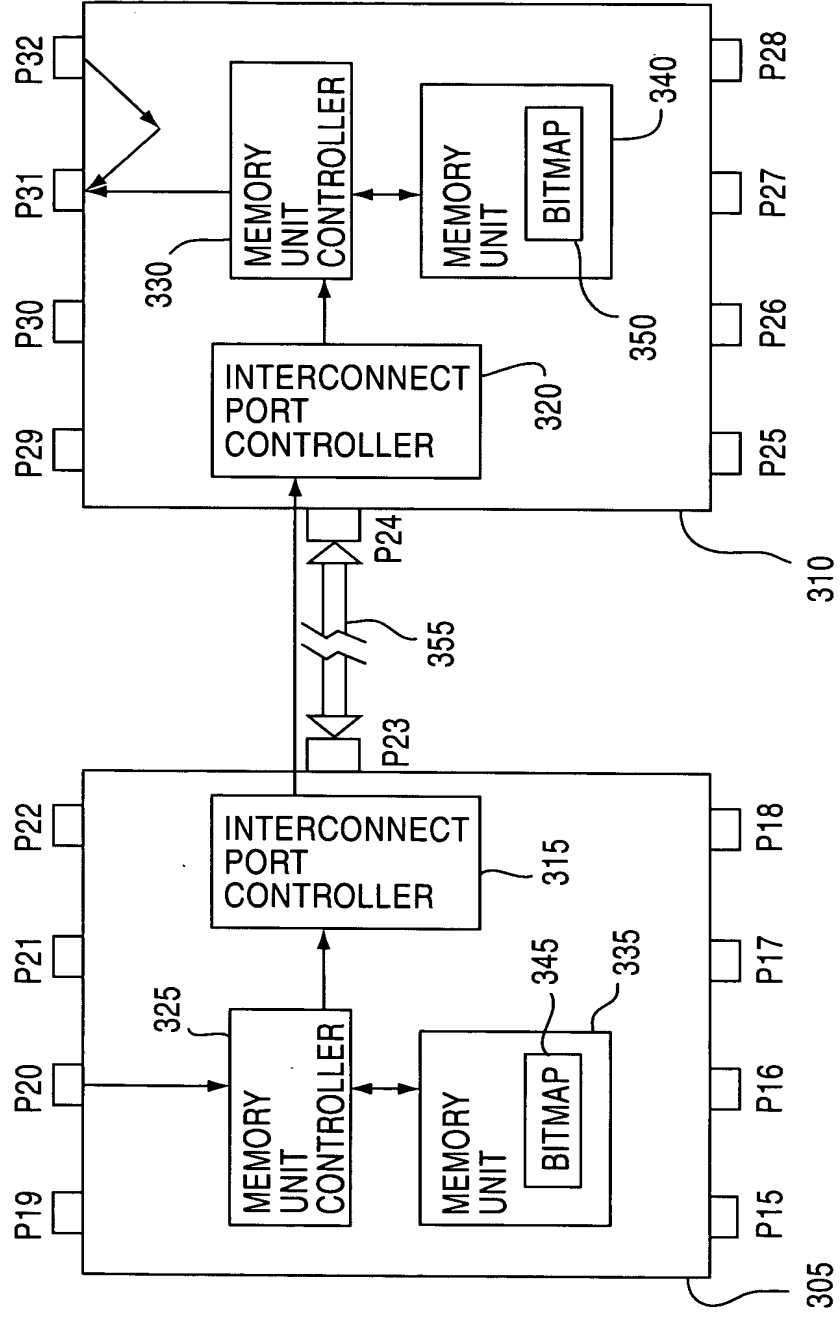 P19
P20
P21
P22
P29
P30
P31
P32
325
330
MEMORY
UNIT
CONTROLLER
INTERCONNECT
PORT
CONTROLLER
INTERCONNECT
PORT
CONTROLLER
MEMORY
UNIT
CONTROLLER
P23
P24
315
355
320
MEMORY
UNIT
BITMAP
345
335
350
MEMORY
UNIT
BITMAP
340
P15
P16
P17
P18
P25
P26
P27
P28
305
310